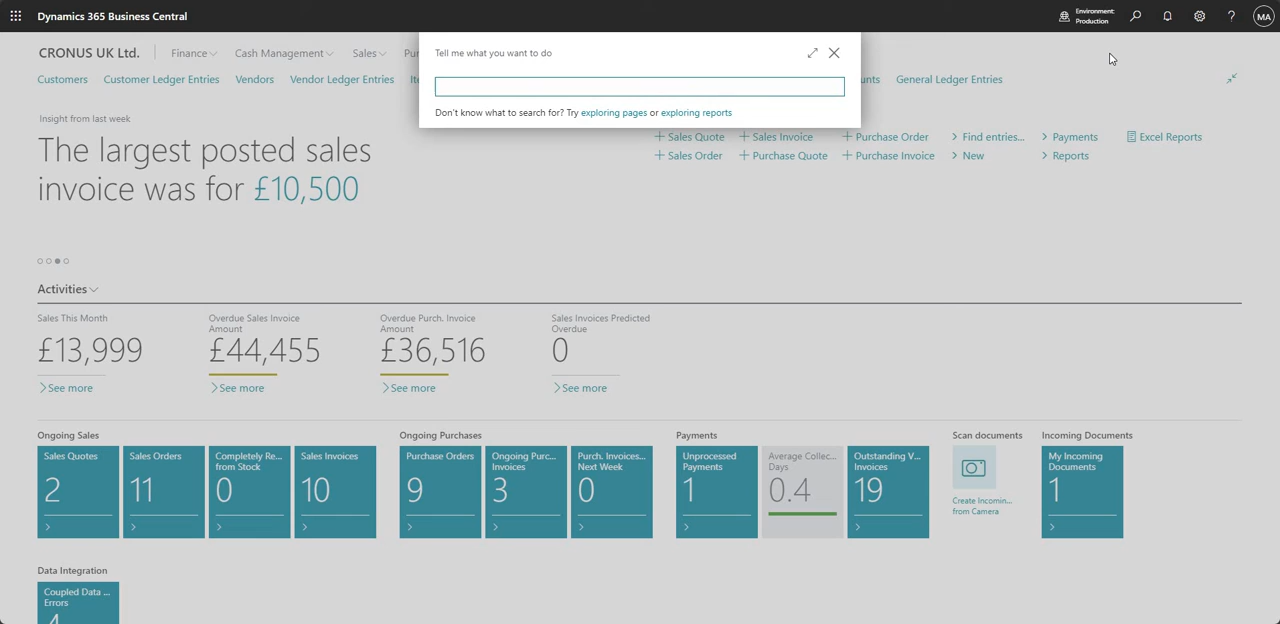 Dynamics 365 Business Central
Environment:
Production
?
MA
CRONUS UK Ltd.
Finance
Cash Management
Sales
Tell me what you want to do
Customers
Customer Ledger Entries
Vendors
Vendor Ledger Entries
General Ledger Entries
Don't know what to search for? Try exploring pages or exploring reports
Insight from last week
The largest posted sales
invoice was for £10,500
+ Sales Quote
+ Sales Invoice
+ Purchase Order
> Find entries...
> Payments
Excel Reports
+ Sales Order
+ Purchase Quote
+ Purchase Invoice
> New
> Reports
Activities
Sales This Month
£13,999
> See more
Overdue Sales Invoice
Amount
£44,455
> See more
Overdue Purch. Invoice
Amount
£36,516
> See more
Sales Invoices Predicted
Overdue
0
> See more
Ongoing Sales
Sales Quotes
2
Sales Orders
11
Completely Re...
from Stock
0
Sales Invoices
10
Ongoing Purchases
Purchase Orders
9
Ongoing Purc...
Invoices
3
Purch. Invoices...
Next Week
0
Payments
Unprocessed
Payments
1
Average Collec...
Days
0.4
Outstanding V...
Invoices
19
Scan documents
Create Incomin...
from Camera
Incoming Documents
My Incoming
Documents
1
Data Integration
Coupled Data ...
Errors